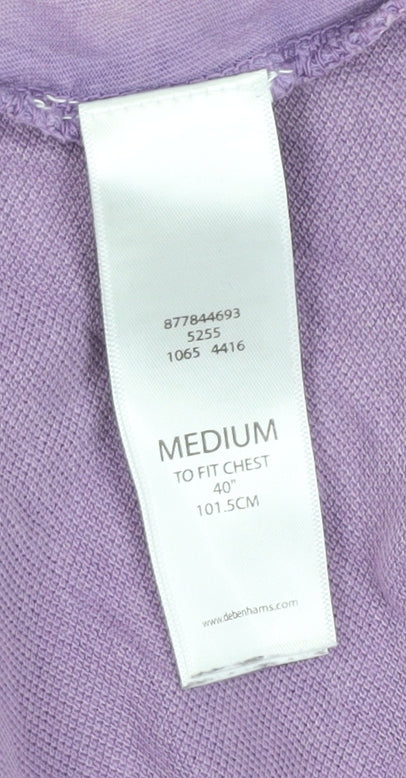 877844693
5255
1065 4416
MEDIUM
TO FIT CHEST
40"
101.5CM
www.debenhams.com